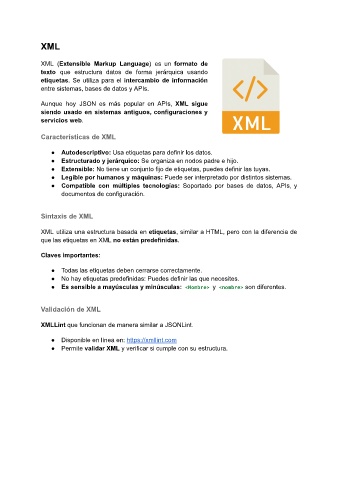 XML
XML (Extensible Markup Language) es un formato de
texto que estructura datos de forma jerárquica usando
etiquetas. Se utiliza para el intercambio de información
entre sistemas, bases de datos y APIs.
Aunque hoy JSON es más popular en APIs, XML sigue
siendo usado en sistemas antiguos, configuraciones y
servicios web.
</>
XML
Características de XML
● Autodescriptivo: Usa etiquetas para definir los datos.
● Estructurado y jerárquico: Se organiza en nodos padre e hijo.
● Extensible: No tiene un conjunto fijo de etiquetas, puedes definir las tuyas.
● Legible por humanos y máquinas: Puede ser interpretado por distintos sistemas.
● Compatible con múltiples tecnologías: Soportado por bases de datos, APIs, y
documentos de configuración.
Sintaxis de XML
XML utiliza una estructura basada en etiquetas, similar a HTML, pero con la diferencia de
que las etiquetas en XML no están predefinidas.
Claves importantes:
● Todas las etiquetas deben cerrarse correctamente.
● No hay etiquetas predefinidas: Puedes definir las que necesites.
● Es sensible a mayúsculas y minúsculas: <Nombre> y <nombre> son diferentes.
Validación de XML
XMLLint que funcionan de manera similar a JSONLint.
● Disponible en línea en: https://xmllint.com
● Permite validar XML y verificar si cumple con su estructura.